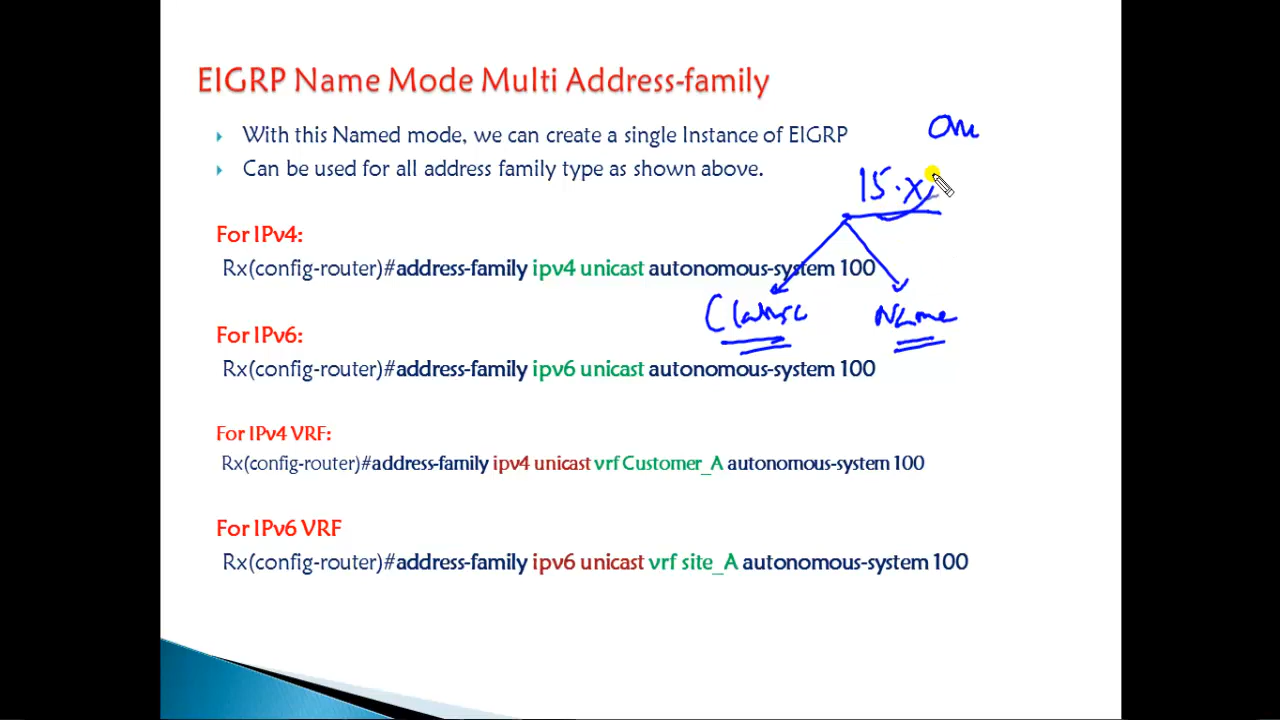 EIGRP Name Mode Multi Address-family
With this Named mode, we can create a single Instance of EIGRP
Can be used for all address family type as shown above.
15.x
For IPv4:
Rx(config-router)#address-family ipv4 unicast autonomous-system 100
Name
For IPv6:
Rx(config-router)#address-family ipv6 unicast autonomous-system 100
For IPv4 VRF:
Rx(config-router)#address-family ipv4 unicast vrf Customer_A autonomous-system 100
For IPv6 VRF
Rx(config-router)#address-family ipv6 unicast vrf site_A autonomous-system 100